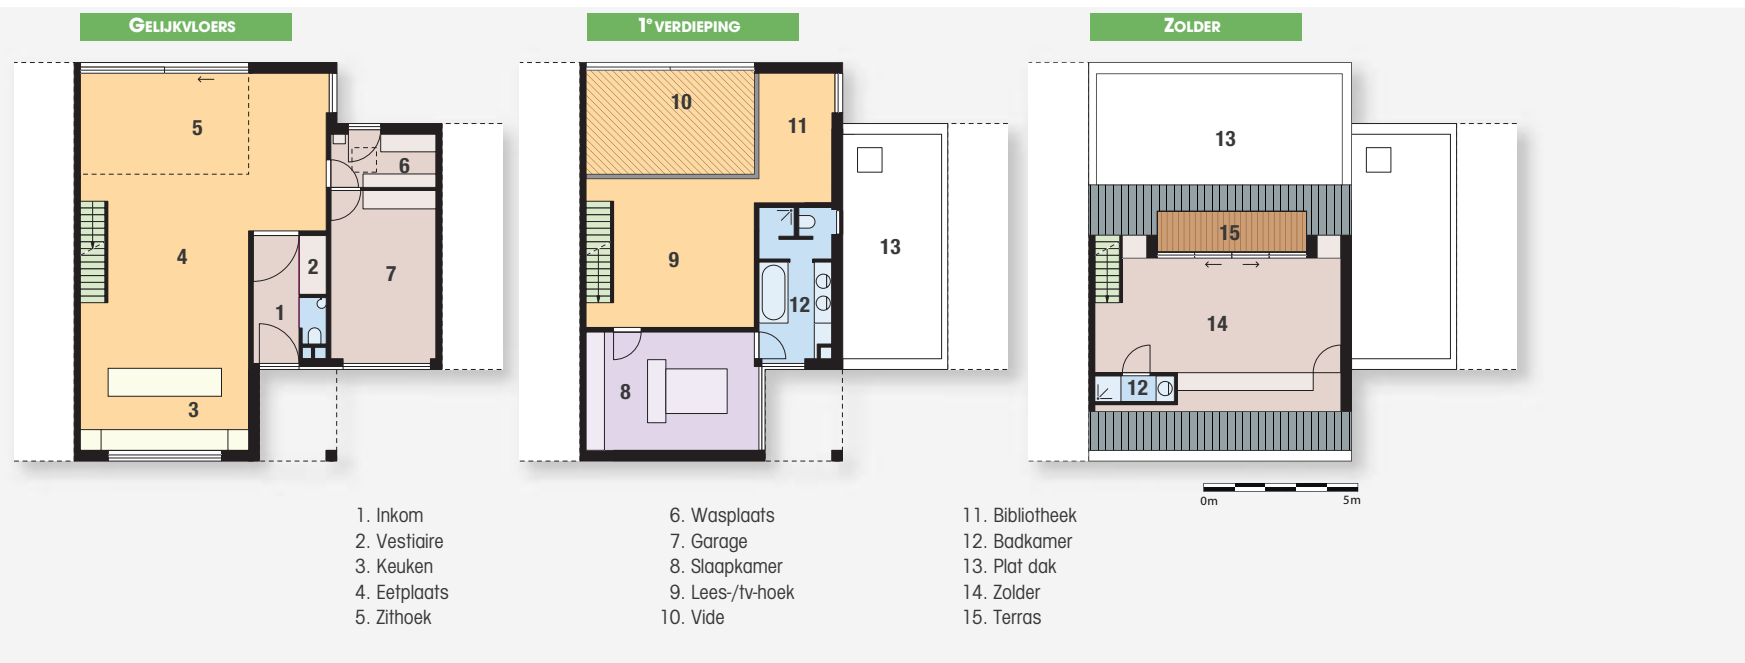 GELIJKVLOERS
1e VERDIEPING
ZOLDER
5
6
4
2
7
1
3
10
11
9
12
13
8
13
15
14
12
0m 5m
1. Inkom
2. Vestiaire
3. Keuken
4. Eetplaats
5. Zithoek
6. Wasplaats
7. Garage
8. Slaapkamer
9. Lees-/tv-hoek
10. Vide
11. Bibliotheek
12. Badkamer
13. Plat dak
14. Zolder
15. Terras